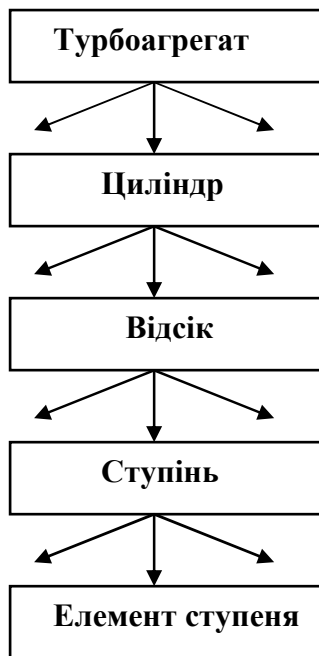 Турбоагрегат
Циліндр
Відсік
Ступінь
Елемент ступеня